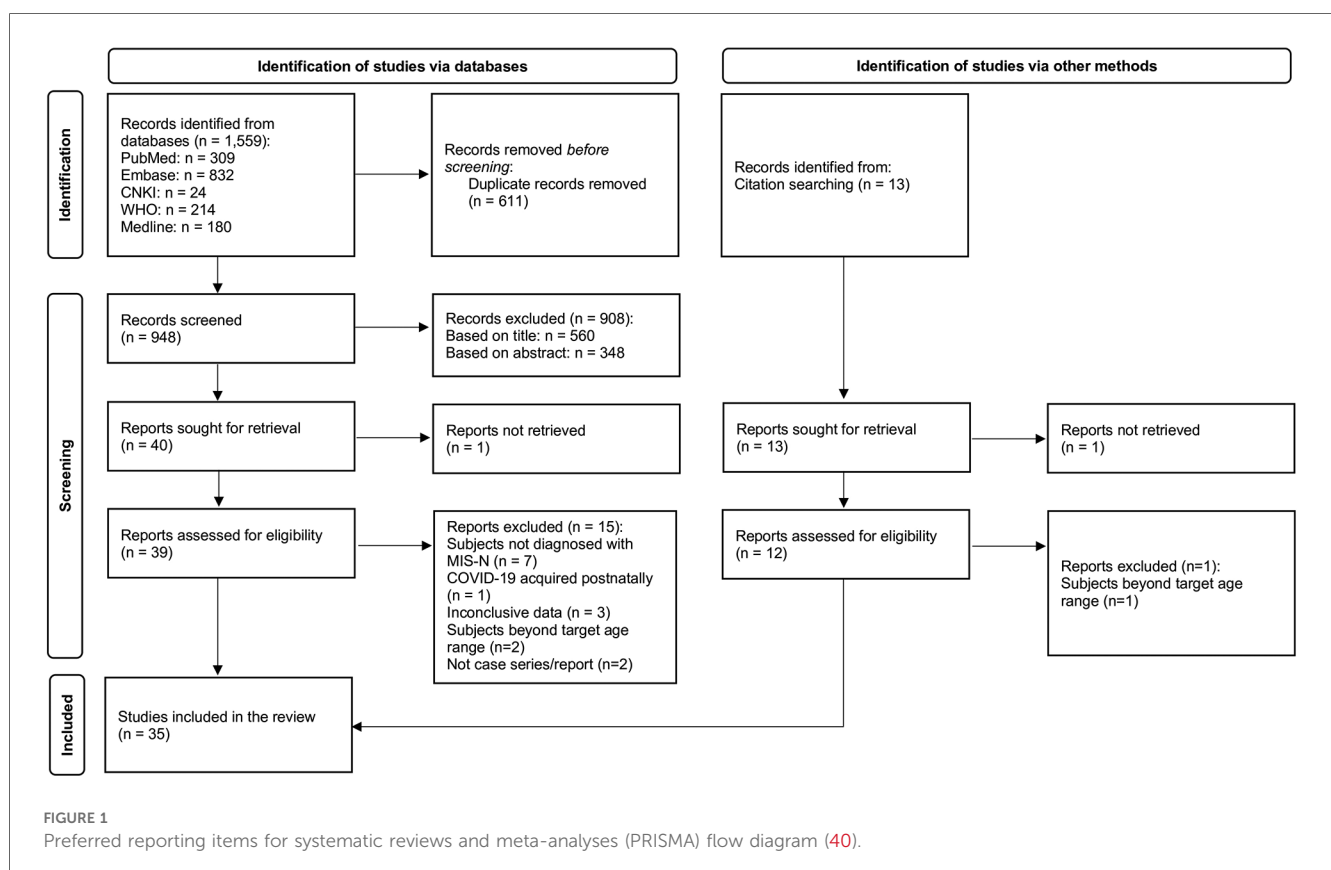 Identification of studies via databases
Identification of studies via other methods
Identification
Records identified from
databases (n = 1,559):
PubMed: n = 309
Embase: n = 832
CNKI: n = 24
WHO: n = 214
Medline: n = 180
Records removed before
screening:
Duplicate records removed
(n = 611)
Records identified from:
Citation searching (n = 13)
Screening
Records screened
(n = 948)
Records excluded (n = 908):
Based on title: n = 560
Based on abstract: n = 348
Reports sought for retrieval
(n = 40)
Reports not retrieved
(n = 1)
Reports sought for retrieval
(n = 13)
Reports not retrieved
(n = 1)
Reports assessed for eligibility
(n = 39)
Reports excluded (n = 15):
Subjects not diagnosed with
MIS-N (n = 7)
COVID-19 acquired postnatally
(n = 1)
Inconclusive data (n = 3)
Subjects beyond target age
range (n=2)
Not case series/report (n=2)
Reports assessed for eligibility
(n = 12)
Reports excluded (n=1):
Subjects beyond target age
range (n=1)
Included
Studies included in the review
(n = 35)
FIGURE 1
Preferred reporting items for systematic reviews and meta-analyses (PRISMA) flow diagram (40).